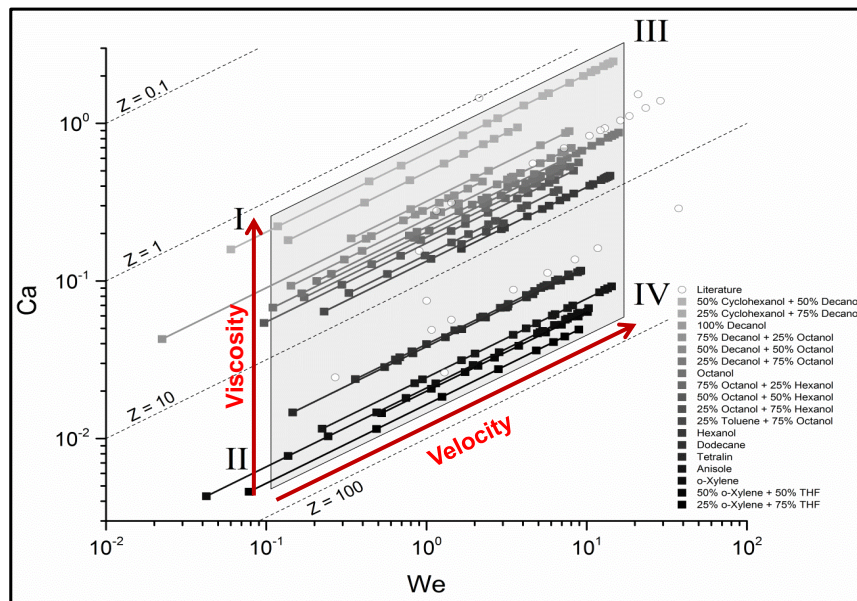 III
Z = 0.1
10⁰
I
Z = 1
10⁻¹
Ca
Viscosity
IV
Literature
50% Cyclohexanol + 50% Decano
25% Cyclohexanol + 75% Decano
100% Decanol
75% Decanol + 25% Octanol
50% Decanol + 50% Octanol
25% Decanol + 75% Octanol
Octanol
75% Octanol + 25% Hexanol
50% Octanol + 50% Hexanol
25% Octanol + 75% Hexanol
25% Toluene + 75% Octanol
Hexanol
Dodecane
Tetralin
Anisole
o-Xylene
50% o-Xylene + 50% THF
25% o-Xylene + 75% THF
Z = 10
10⁻²
II
Velocity
Z = 100
10⁻²
10⁻¹
10⁰
10¹
10²
We